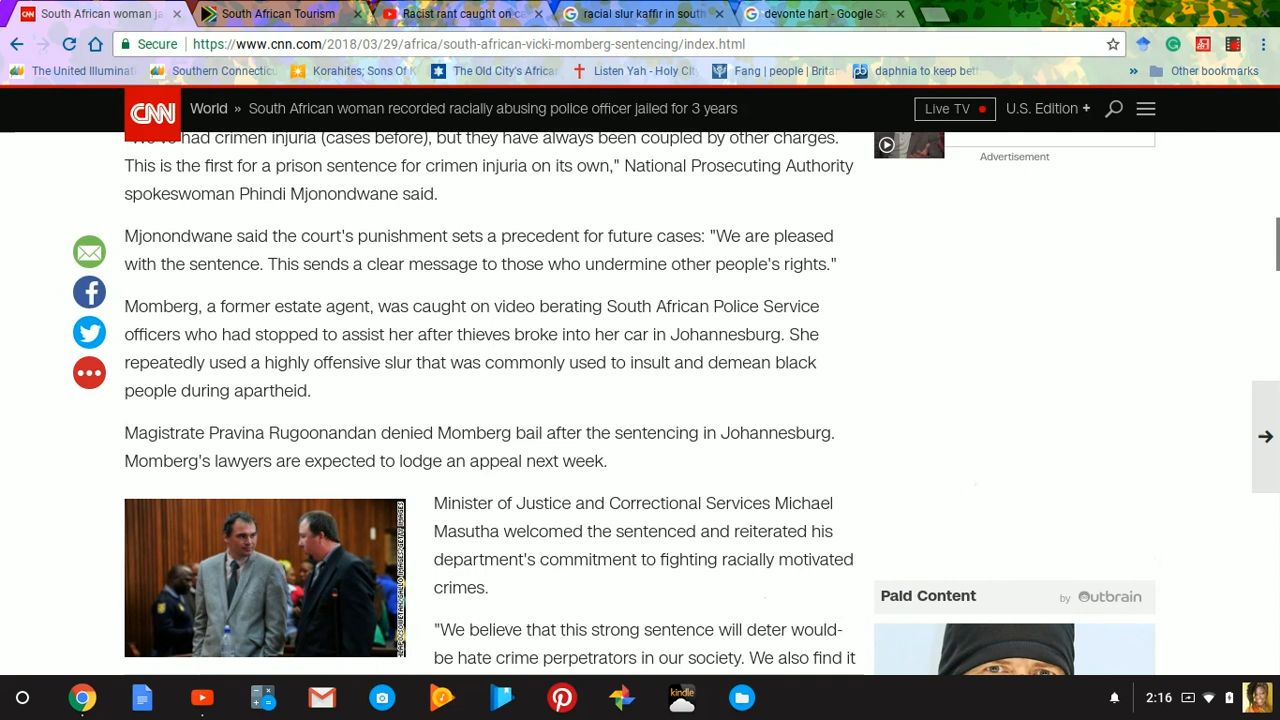 South African woman ja
South African Tourism
Racist rant caught on ca
racial slur kaffir in south
devonte hart - Google Se
Secure
https://www.cnn.com/2018/03/29/africa/south-african-vicki-momberg-sentencing/index.html
The United Illuminati
Southern Connecticu
Korahites; Sons Of K
The Old City's Africa
Listen Yah - Holy Cit
Fang | people | Brita
daphnia to keep bett
»
Other bookmarks
CNN
World » South African woman recorded racially abusing police officer jailed for 3 years
Live TV
U.S. Edition +
"We've had crimen injuria (cases before), but they have always been coupled by other charges.
This is the first for a prison sentence for crimen injuria on its own," National Prosecuting Authority
spokeswoman Phindi Mjonondwane said.
Advertisement
Mjonondwane said the court's punishment sets a precedent for future cases: "We are pleased
with the sentence. This sends a clear message to those who undermine other people's rights."
Momberg, a former estate agent, was caught on video berating South African Police Service
officers who had stopped to assist her after thieves broke into her car in Johannesburg. She
repeatedly used a highly offensive slur that was commonly used to insult and demean black
people during apartheid.
Magistrate Pravina Rugoonandan denied Momberg bail after the sentencing in Johannesburg.
Momberg's lawyers are expected to lodge an appeal next week.
Minister of Justice and Correctional Services Michael
Masutha welcomed the sentenced and reiterated his
department's commitment to fighting racially motivated
crimes.
"We believe that this strong sentence will deter would-
be hate crime perpetrators in our society. We also find it
Paid Content
by Outbrain
kindle
2:16